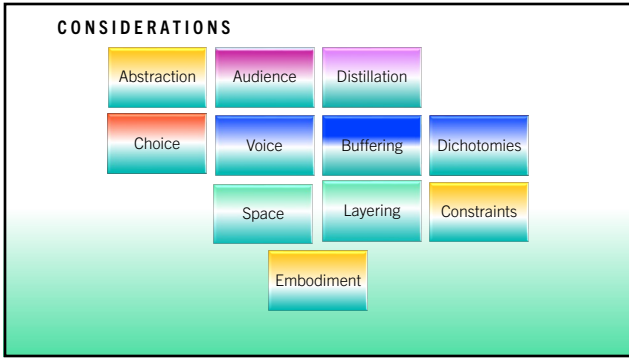 CONSIDERATIONS
Abstraction Audience Distillation
Choice Voice Buffering Dichotomies
Space Layering Constraints
Embodiment